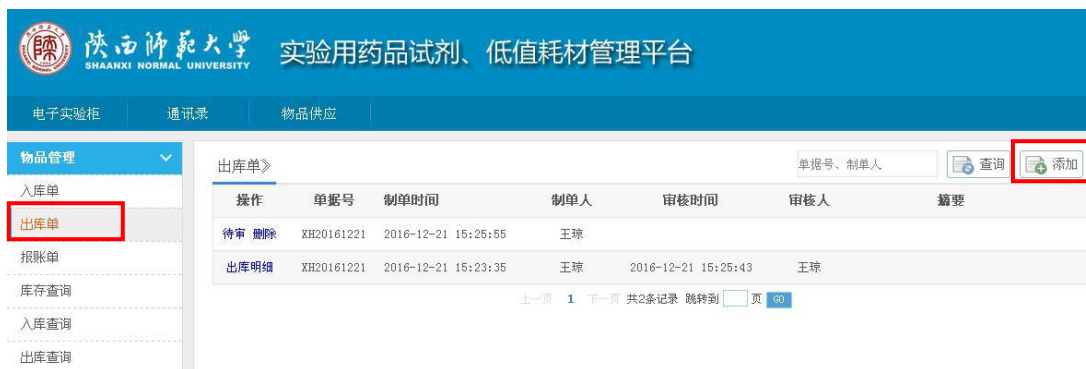 陕西师范大学
SHAANXI NORMAL UNIVERSITY
实验用药品试剂、低值耗材管理平台
电子实验柜 通讯录 物品供应
物品管理
入库单
出库单
报账单
库存查询
入库查询
出库查询
出库单》
单据号、制单人 查询 添加
操作 单据号 制单时间 制单人 审核时间 审核人 摘要
待审 删除 XH20161221 2016-12-21 15:25:55 王琼
出库明细 XH20161221 2016-12-21 15:23:35 王琼 2016-12-21 15:25:43 王琼
上一页 1 下一页 共2条记录 跳转到 页 GO